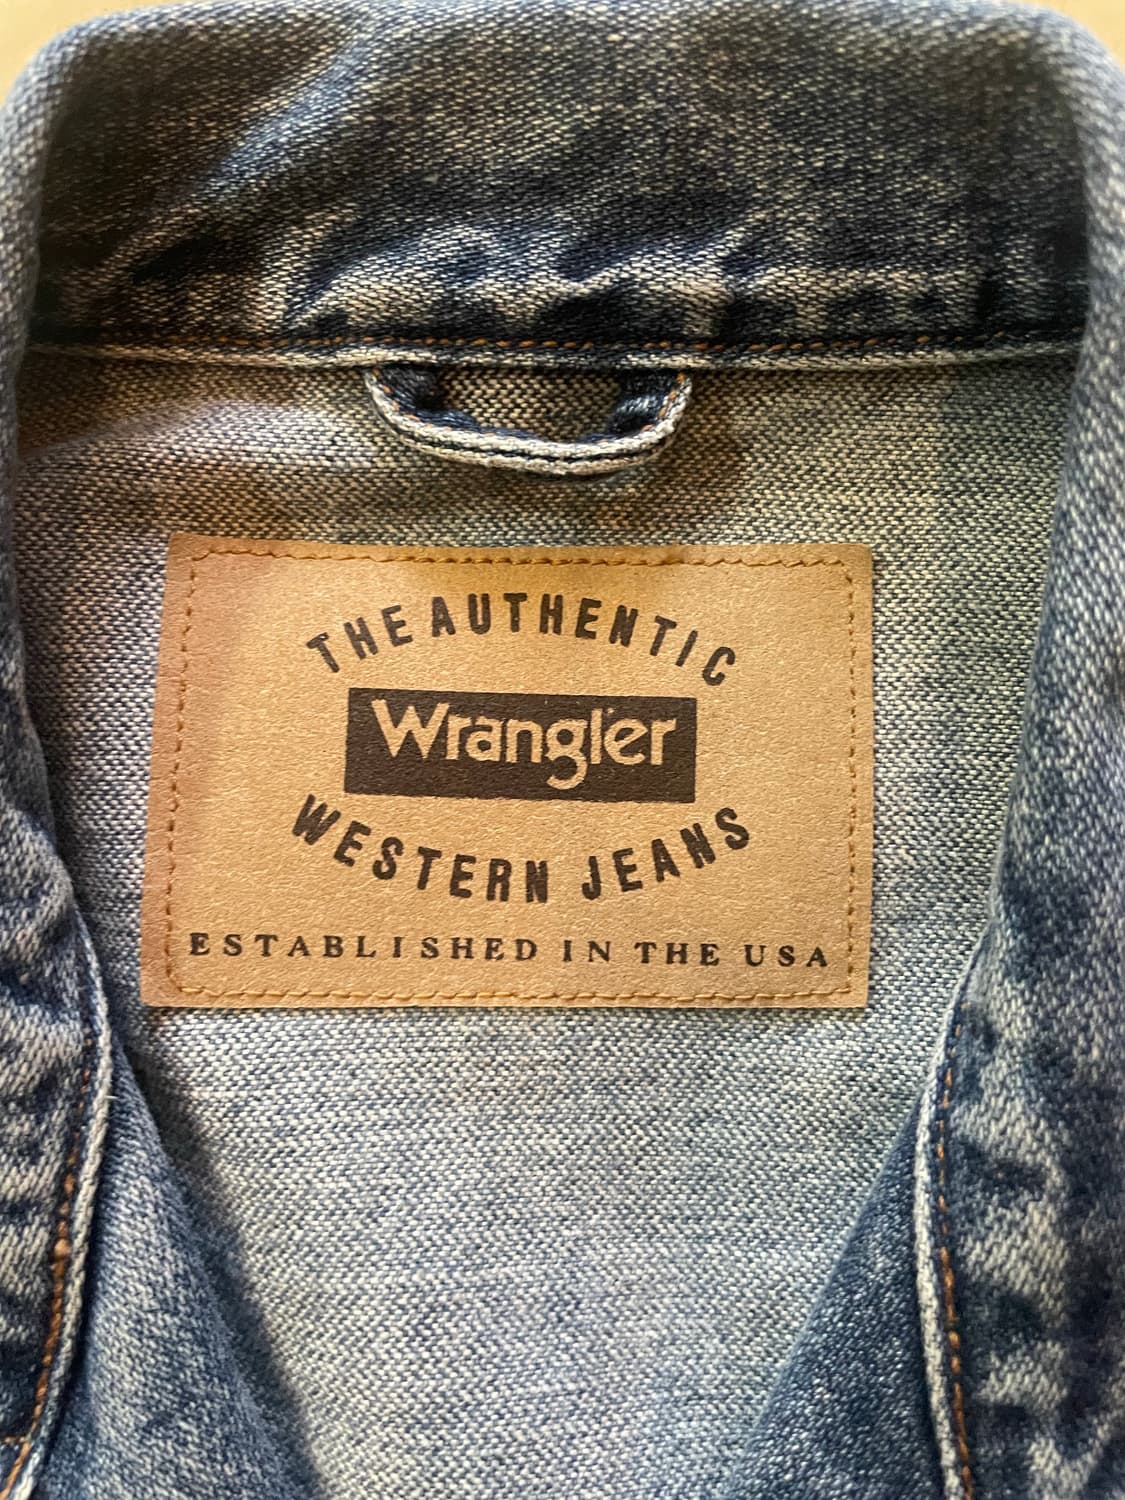 THE AUTHENTIC
Wrangler
WESTERN JEANS
ESTABLISHED IN THE USA